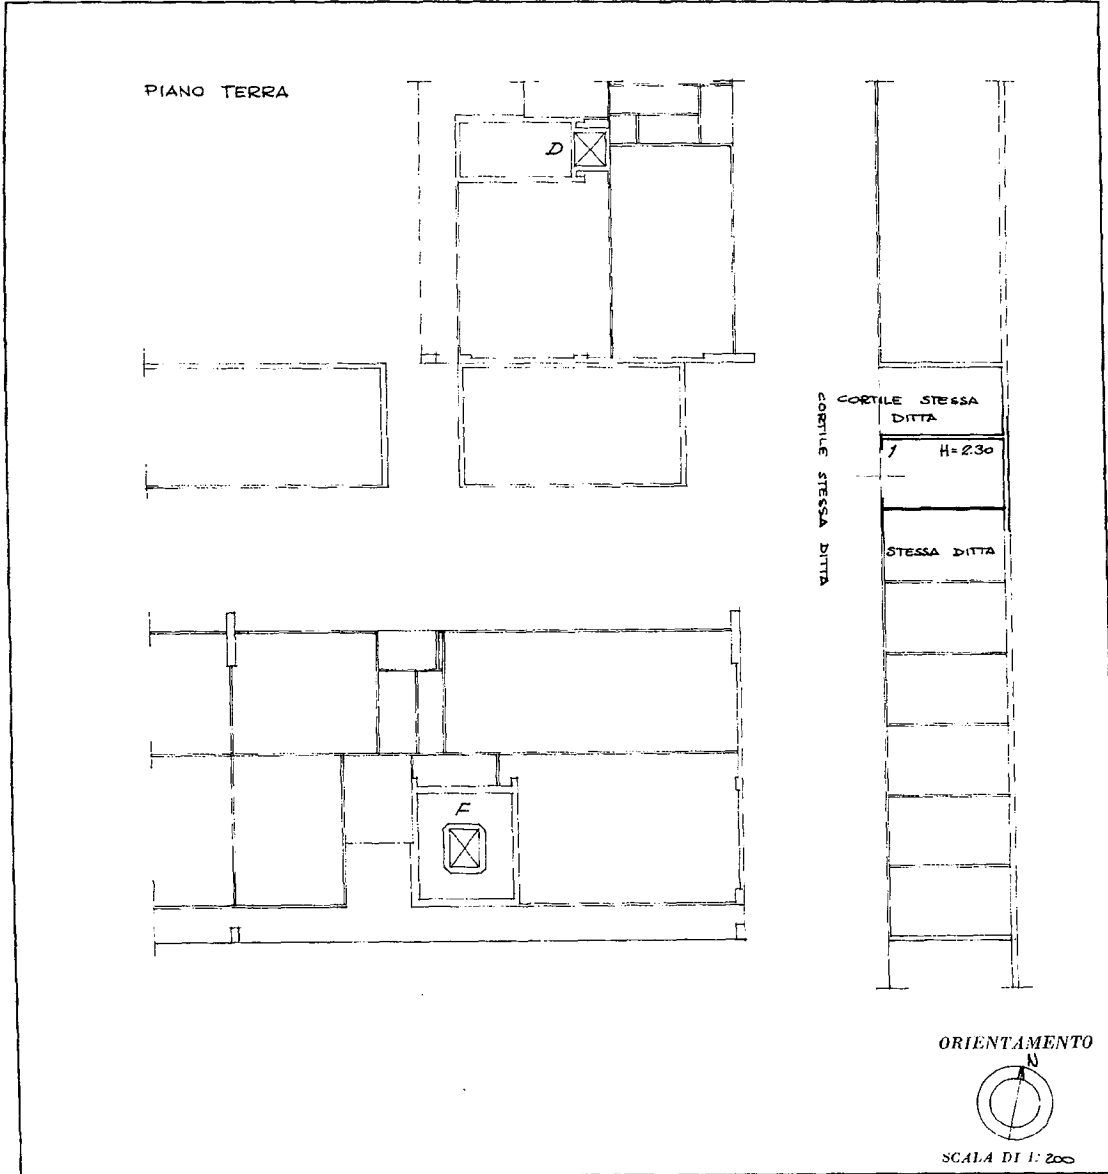 PIANO TERRA
D
CORTILE STESSA
DITTA
1 H=2.30
CORTILE STESSA DITTA
STESSA DITTA
F
ORIENTAMENTO
N
SCALA DI 1:200